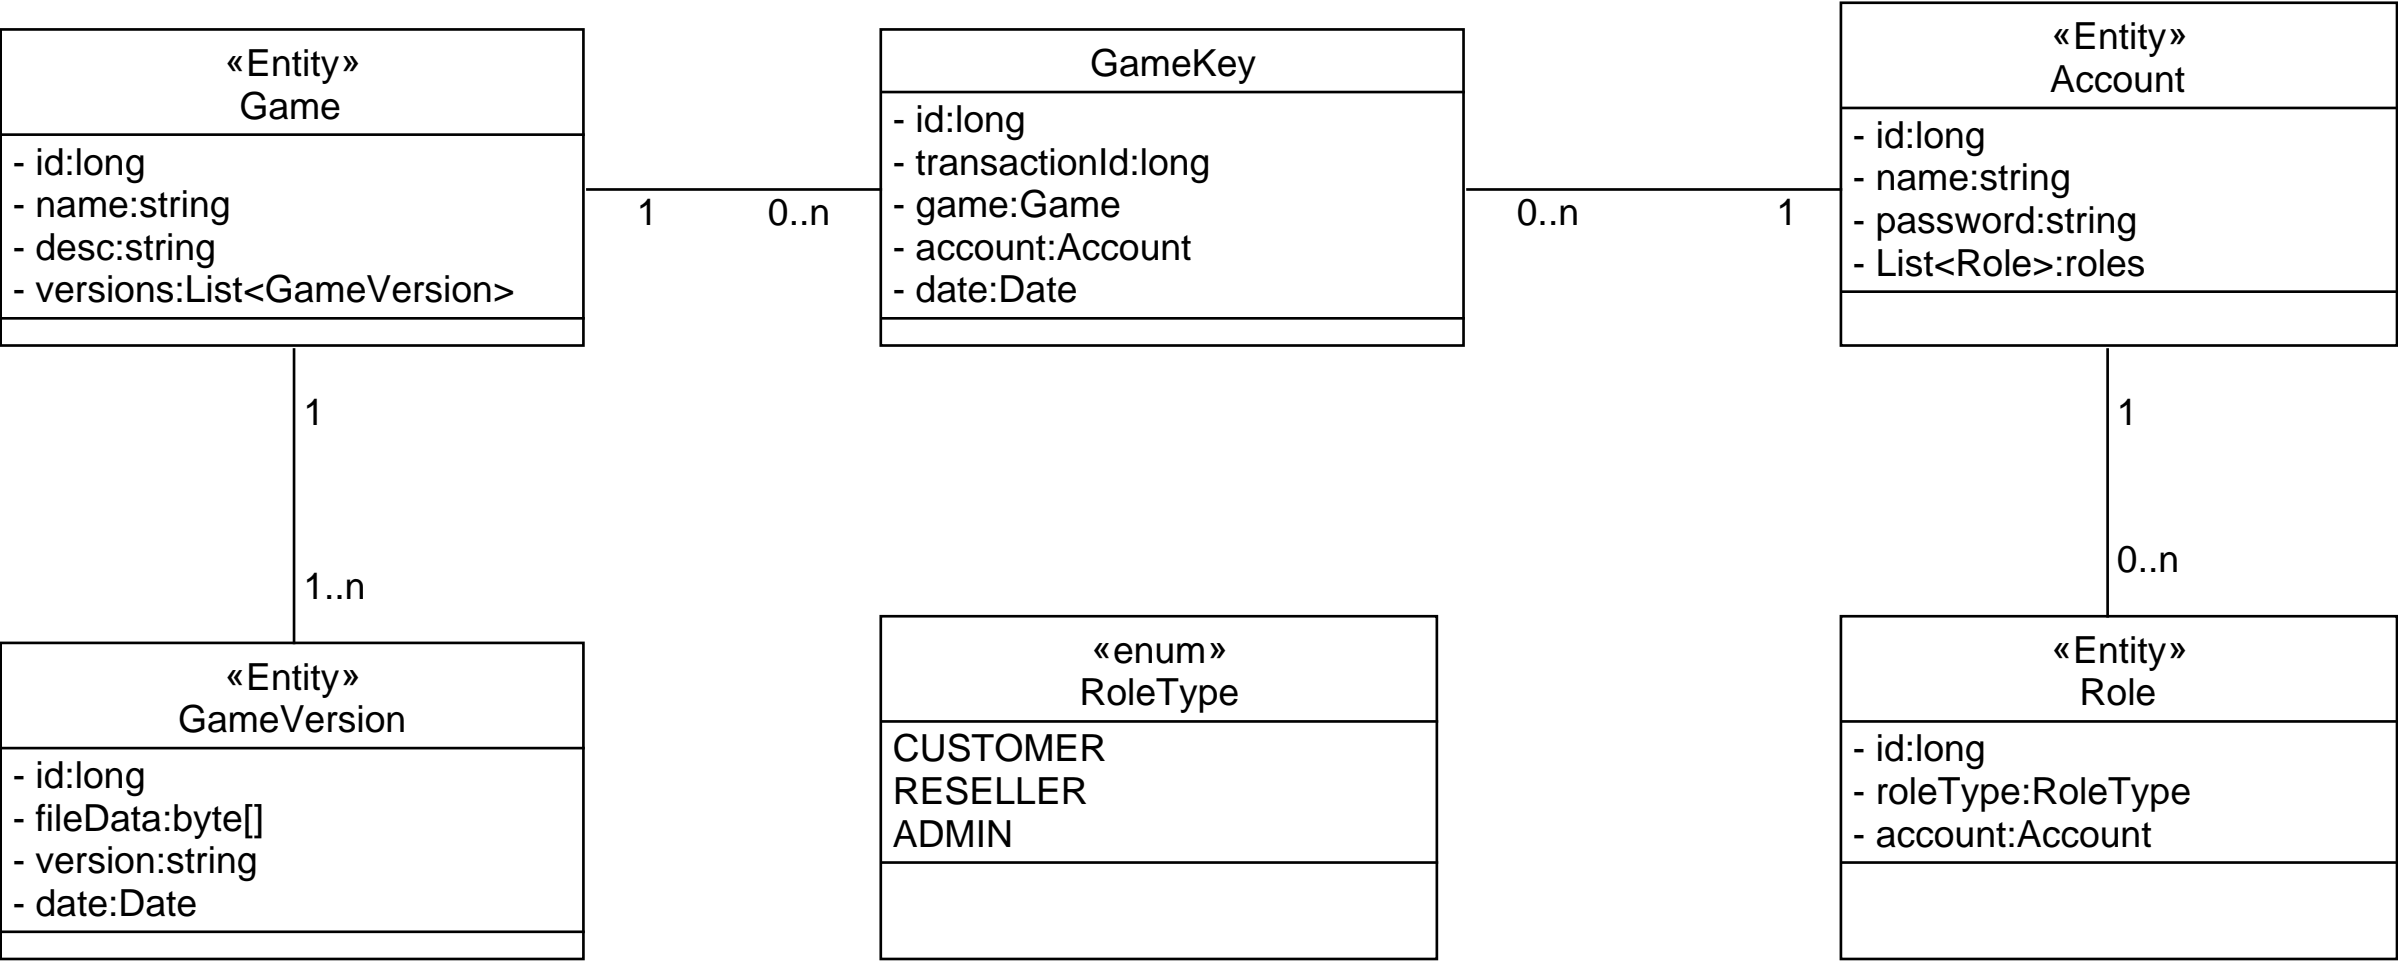 «Entity»
Game
- id:long
- name:string
- desc:string
- versions:List<GameVersion>
1
0..n
GameKey
- id:long
- transactionId:long
- game:Game
- account:Account
- date:Date
0..n
1
«Entity»
Account
- id:long
- name:string
- password:string
- List<Role>:roles
1
1..n
1
0..n
«Entity»
GameVersion
- id:long
- fileData:byte[]
- version:string
- date:Date
«enum»
RoleType
CUSTOMER
RESELLER
ADMIN
«Entity»
Role
- id:long
- roleType:RoleType
- account:Account